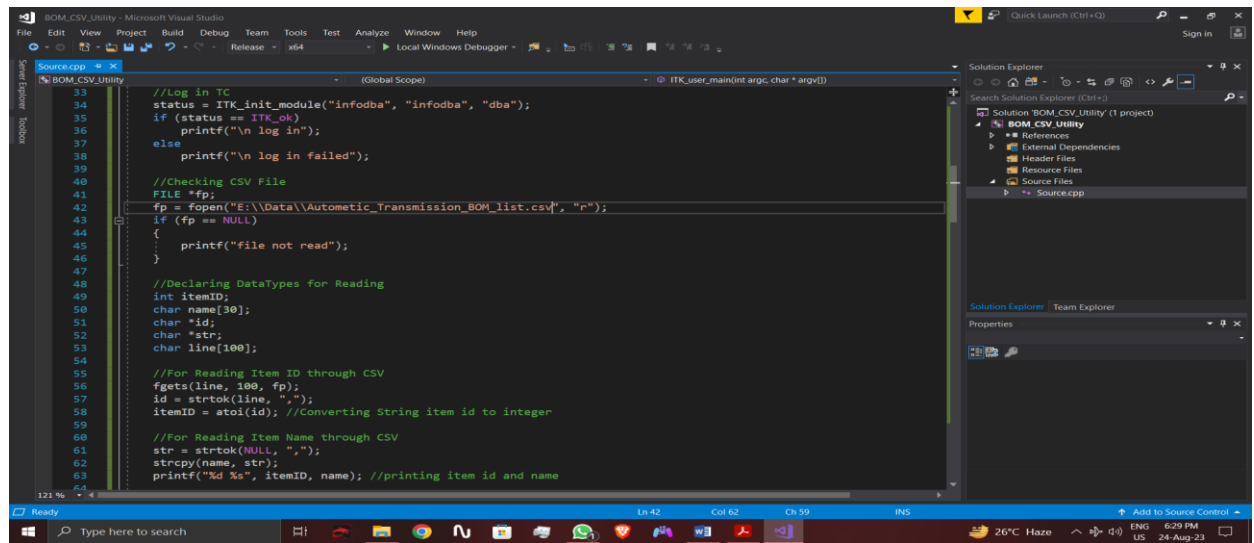 BOM_CSV_Utility - Microsoft Visual Studio
Quick Launch (Ctrl+Q)
File Edit View Project Build Debug Team Tools Test Analyze Window Help
Sign in
Release x64 Local Windows Debugger
Server Explorer
Toolbox
Source.cpp
BOM_CSV_Utility (Global Scope) ITK_user_main(int argc, char * argv[])
33 //Log in TC
34 status = ITK_init_module("infodba", "infodba", "dba");
35 if (status == ITK_ok)
36 printf("\n log in");
37 else
38 printf("\n log in failed");
39
40 //Checking CSV File
41 FILE *fp;
42 fp = fopen("E:\\Data\\Autometic_Transmission_BOM_list.csv", "r");
43 if (fp == NULL)
44 {
45 printf("file not read");
46 }
47
48 //Declaring DataTypes for Reading
49 int itemID;
50 char name[30];
51 char *id;
52 char *str;
53 char line[100];
54
55 //For Reading Item ID through CSV
56 fgets(line, 100, fp);
57 id = strtok(line, ",");
58 itemID = atoi(id); //Converting String item id to integer
59
60 //For Reading Item Name through CSV
61 str = strtok(NULL, ",");
62 strcpy(name, str);
63 printf("%d %s", itemID, name); //printing item id and name
64
121 %
Solution Explorer
Search Solution Explorer (Ctrl+;)
Solution 'BOM_CSV_Utility' (1 project)
BOM_CSV_Utility
References
External Dependencies
Header Files
Resource Files
Source Files
Source.cpp
Solution Explorer Team Explorer
Properties
Ready Ln 42 Col 62 Ch 59 INS Add to Source Control
Type here to search
26°C Haze
ENG 6:29 PM
US 24-Aug-23